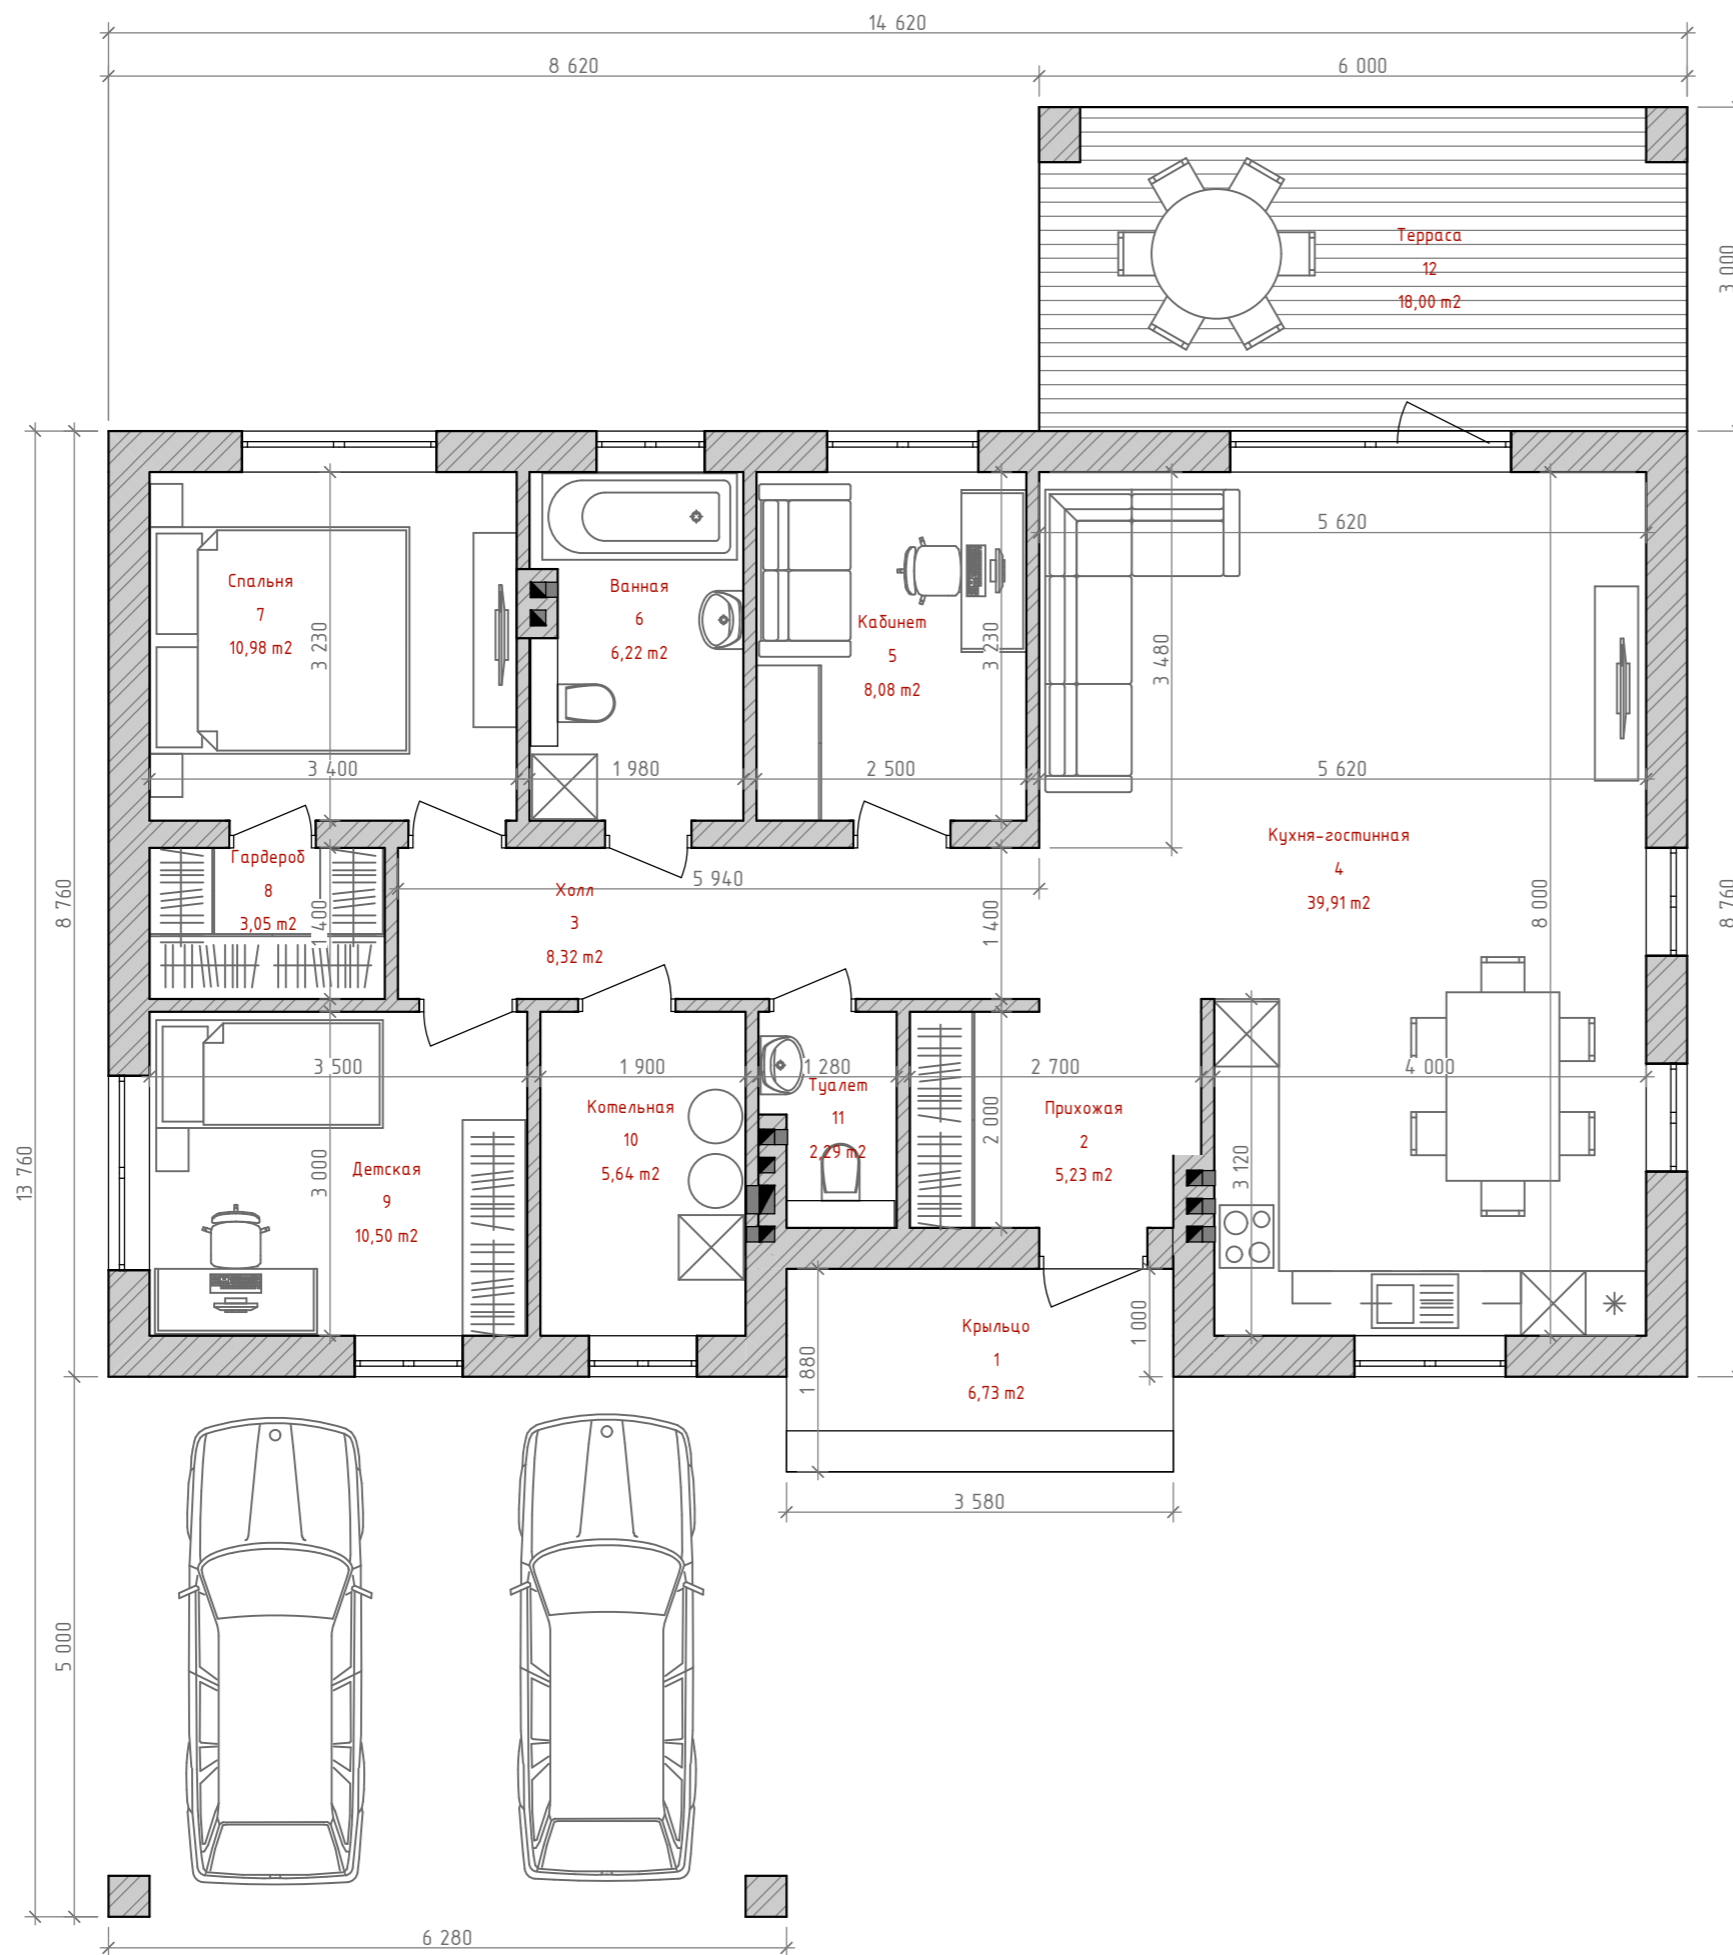 14 620
8 620
6 000
Терраса
12
18,00 m2
3 000
5 620
Спальня
7
10,98 m2
3 230
Ванная
6
6,22 m2
Кабинет
5
8,08 m2
3 230
3 480
3 400
1 980
2 500
5 620
Кухня-гостинная
4
39,91 m2
8 000
8 760
8 760
13 760
Гардероб
8
3,05 m2
1 400
Холл
3
8,32 m2
5 940
1 400
3 500
1 900
1 280
2 700
4 000
Детская
9
10,50 m2
3 000
Котельная
10
5,64 m2
Туалет
11
2,29 m2
2 000
Прихожая
2
5,23 m2
3 120
Крыльцо
1
6,73 m2
1 880
1 000
3 580
5 000
6 280